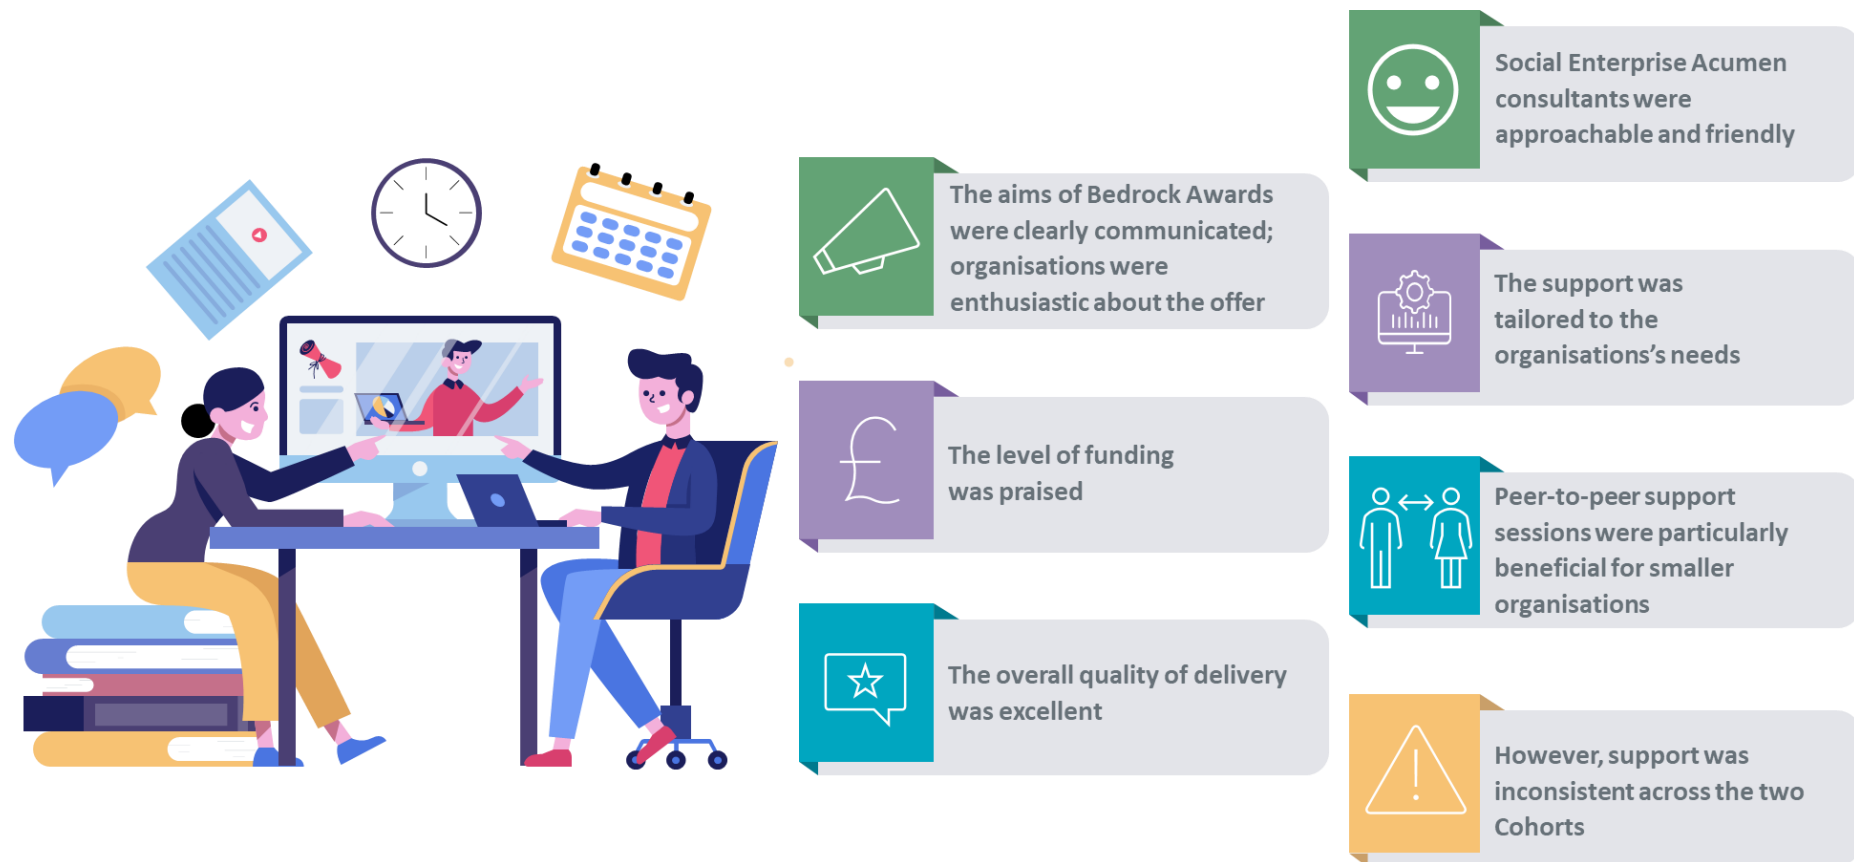 The aims of Bedrock Awards
were clearly communicated;
organisations were
enthusiastic about the offer
£
The level of funding
was praised
The overall quality of delivery
was excellent
Social Enterprise Acumen
consultants were
approachable and friendly
The support was
tailored to the
organisations’s needs
Peer-to-peer support
sessions were particularly
beneficial for smaller
organisations
!
However, support was
inconsistent across the two
Cohorts